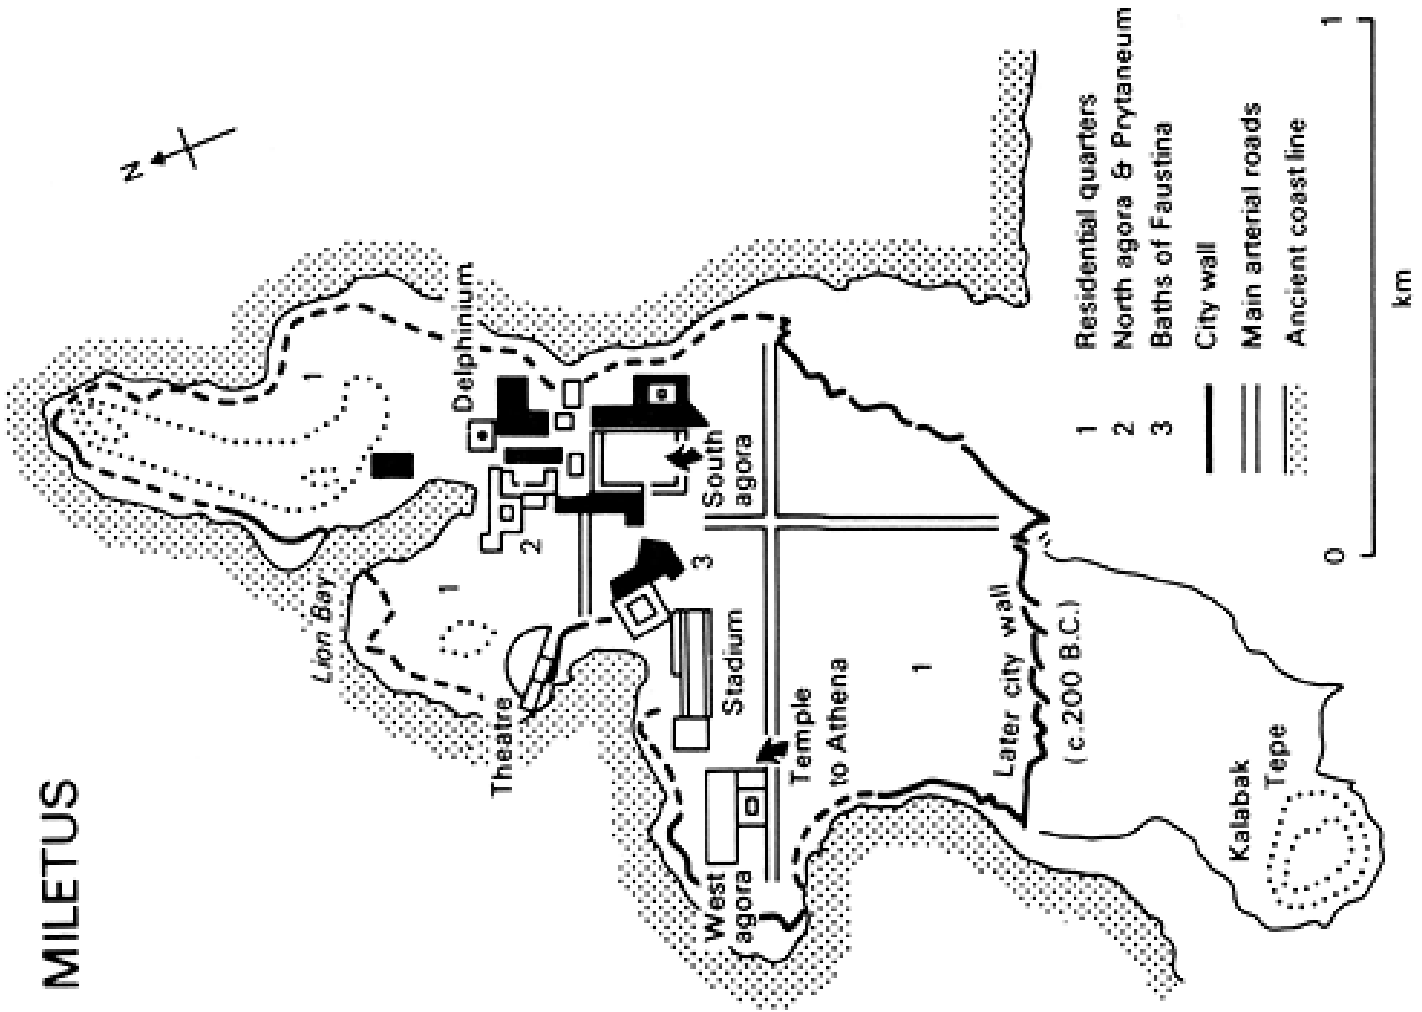 MILETUS
N
Lion Bay
1
Delphinium
1
2
Theatre
3
South
agora
Stadium
West
agora
Temple
to Athena
1
Later city wall
(c.200 B.C.)
Kalabak
Tepe
1 Residential quarters
2 North agora & Prytaneum
3 Baths of Faustina
City wall
Main arterial roads
Ancient coast line
0 1
km